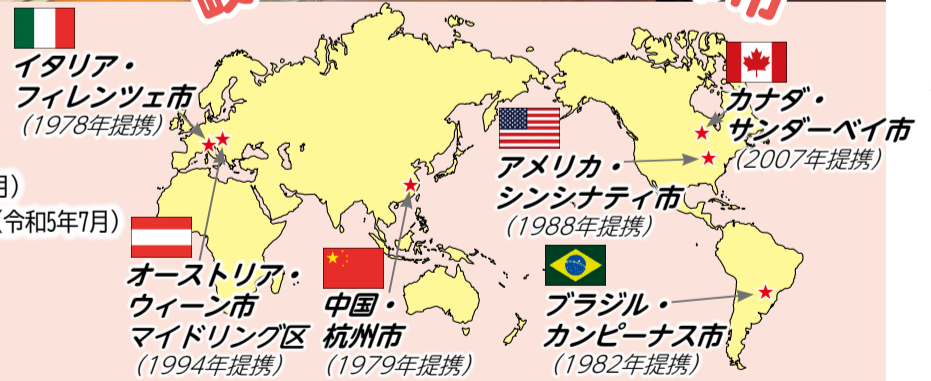 市
イタリア・
フィレンツェ市
(1978年提携)
カナダ・
サンダーベイ市
(2007年提携)
アメリカ・
シンシナティ市
(1988年提携)
月)
(令和5年7月)
オーストリア・
ウィーン市
マイドリング区
(1994年提携)
中国・
杭州市
(1979年提携)
ブラジル・
カンピーナス市
(1982年提携)